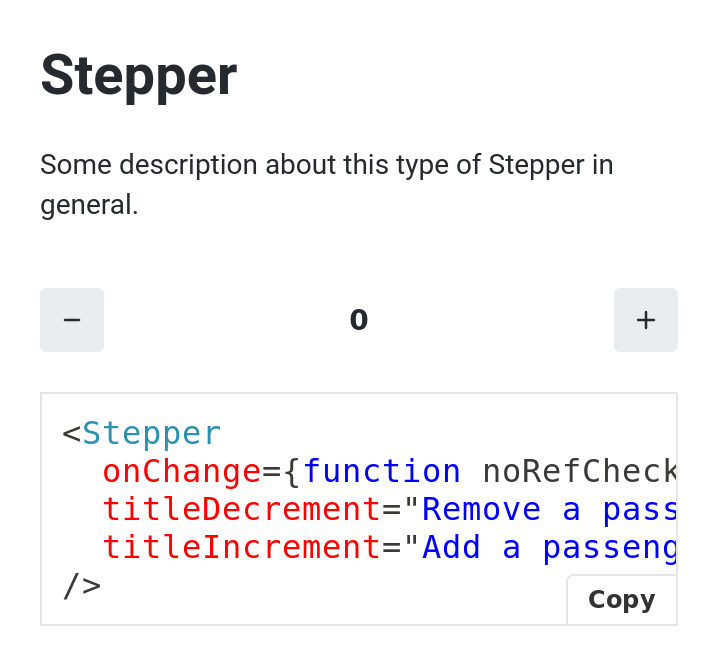 Stepper
Some description about this type of Stepper in
general.
− 0 +
<Stepper
  onChange={function noRefCheck
  titleDecrement="Remove a pass
  titleIncrement="Add a passeng
/>
Copy